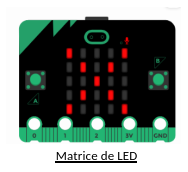 B
A
0 1 2 3V GND
Matrice de LED